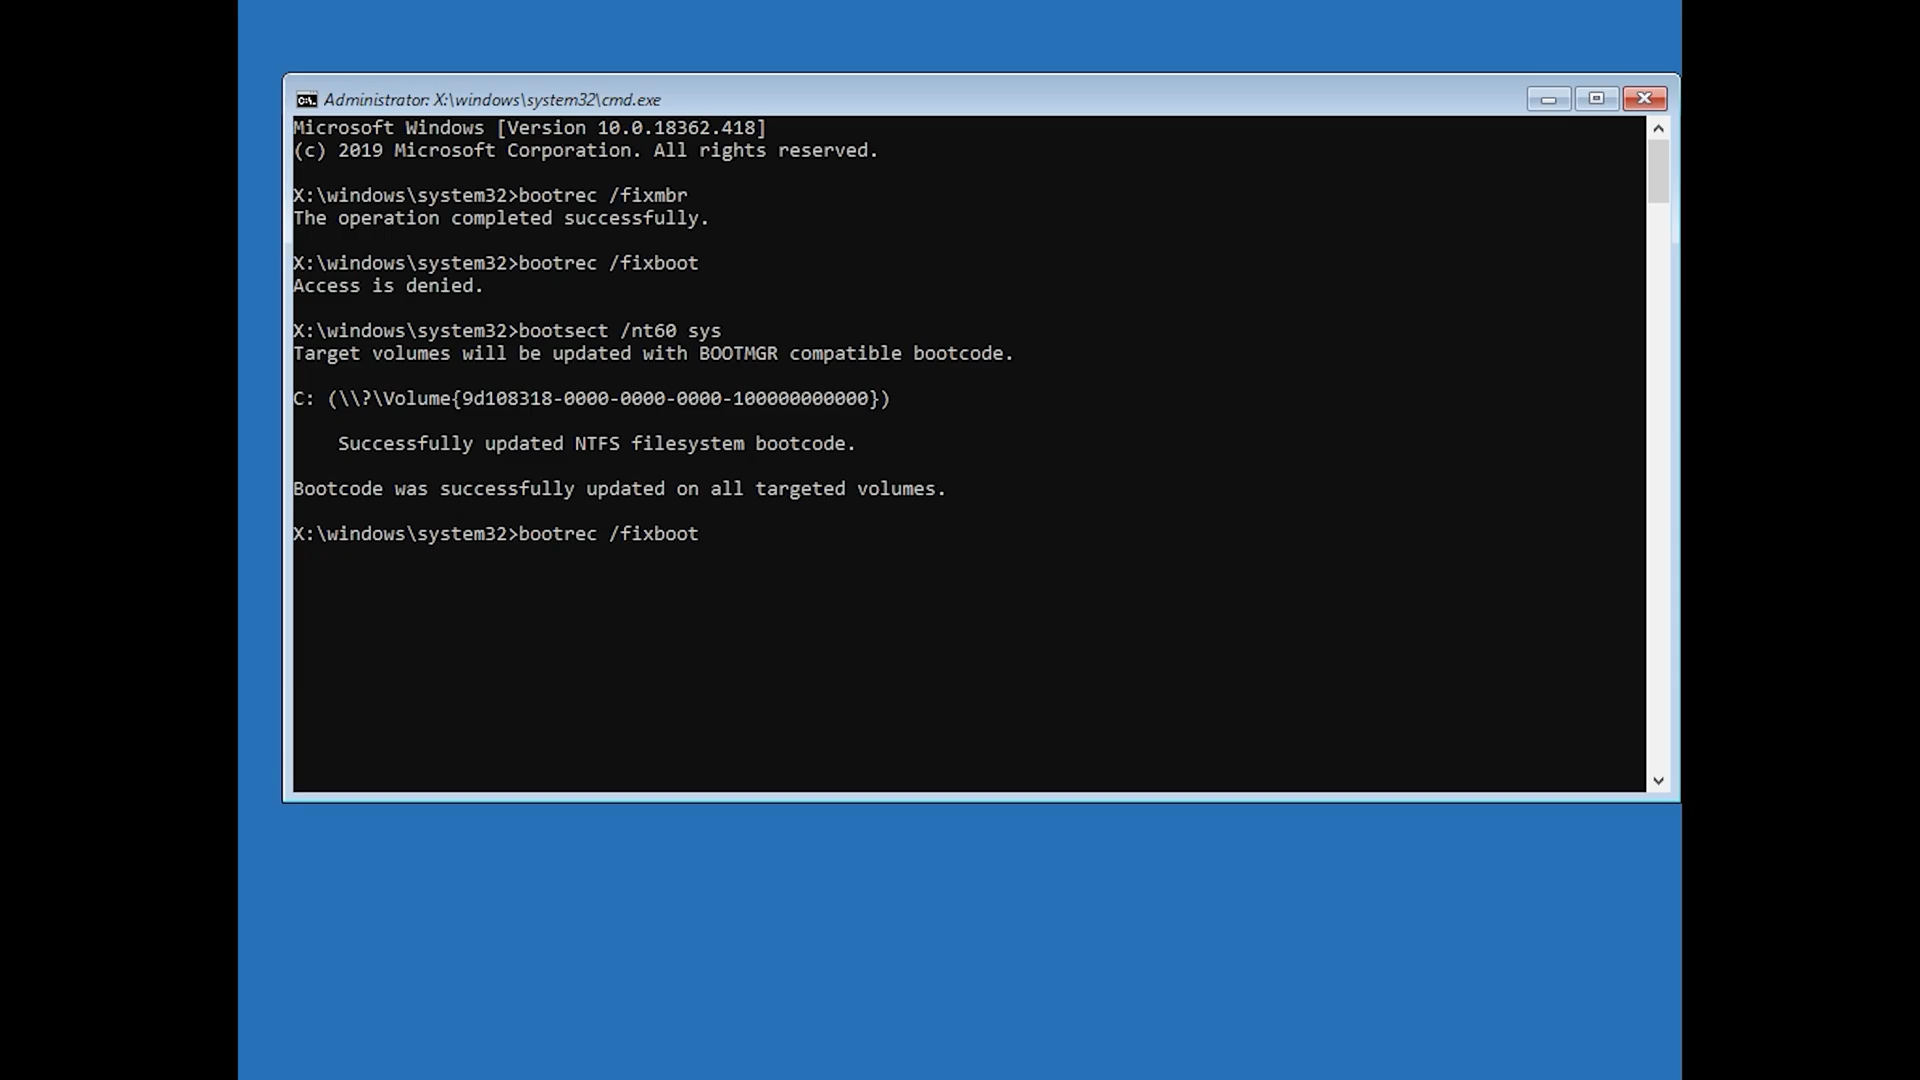 Administrator: X:\windows\system32\cmd.exe
Microsoft Windows [Version 10.0.18362.418]
(c) 2019 Microsoft Corporation. All rights reserved.
X:\windows\system32>bootrec /fixmbr
The operation completed successfully.
X:\windows\system32>bootrec /fixboot
Access is denied.
X:\windows\system32>bootsect /nt60 sys
Target volumes will be updated with BOOTMGR compatible bootcode.
C: (\\?\Volume{9d108318-0000-0000-0000-100000000000})
Successfully updated NTFS filesystem bootcode.
Bootcode was successfully updated on all targeted volumes.
X:\windows\system32>bootrec /fixboot